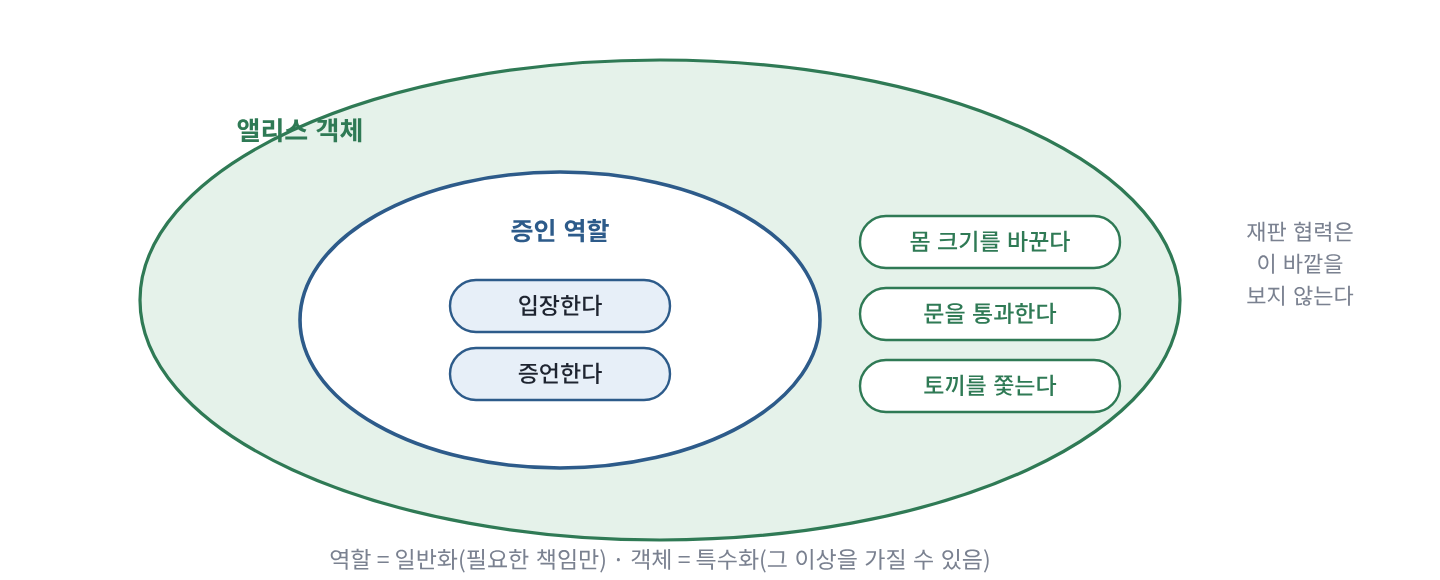 앨리스 객체
증인 역할
입장한다
증언한다
몸 크기를 바꾼다
문을 통과한다
토끼를 쫓는다
재판 협력은
이 바깥을
보지 않는다
역할 = 일반화(필요한 책임만) · 객체 = 특수화(그 이상을 가질 수 있음)